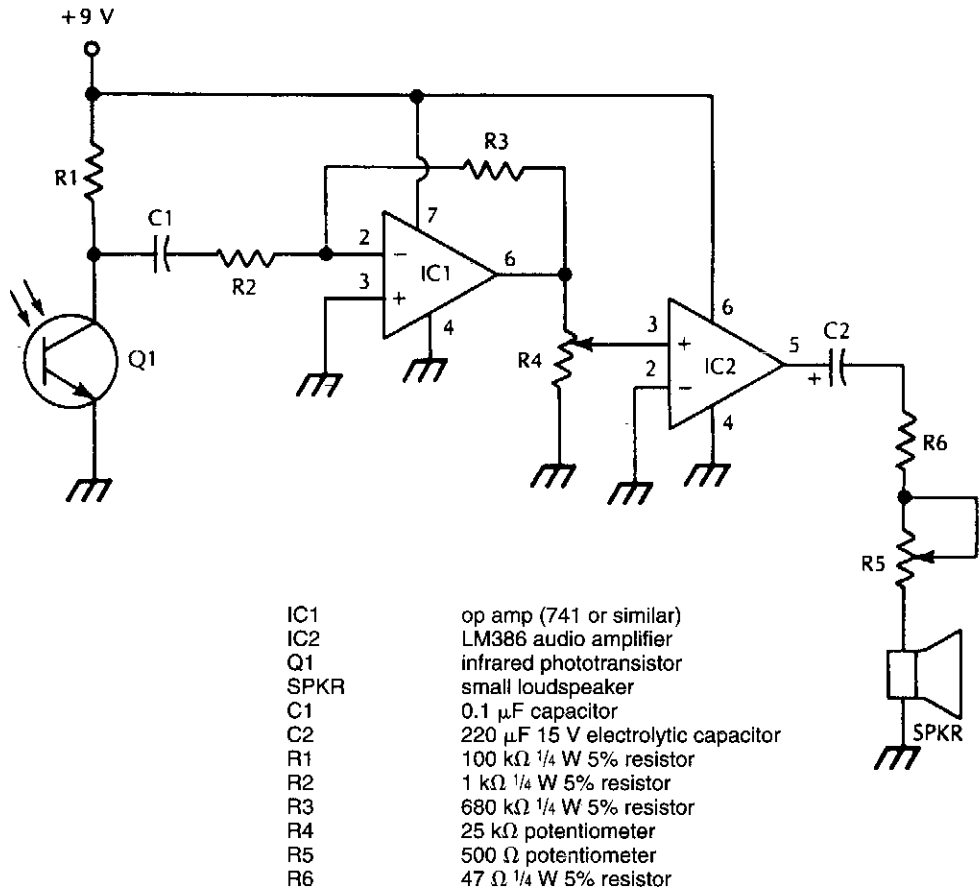 +9 V
R3
R1
C1
7
2
−
6
IC1
R2
3
+
4
6
Q1
R4
3
+
5
C2
IC2
2
−
+
4
R6
R5
SPKR
IC1 op amp (741 or similar)
IC2 LM386 audio amplifier
Q1 infrared phototransistor
SPKR small loudspeaker
C1 0.1 μF capacitor
C2 220 μF 15 V electrolytic capacitor
R1 100 kΩ 1/4 W 5% resistor
R2 1 kΩ 1/4 W 5% resistor
R3 680 kΩ 1/4 W 5% resistor
R4 25 kΩ potentiometer
R5 500 Ω potentiometer
R6 47 Ω 1/4 W 5% resistor